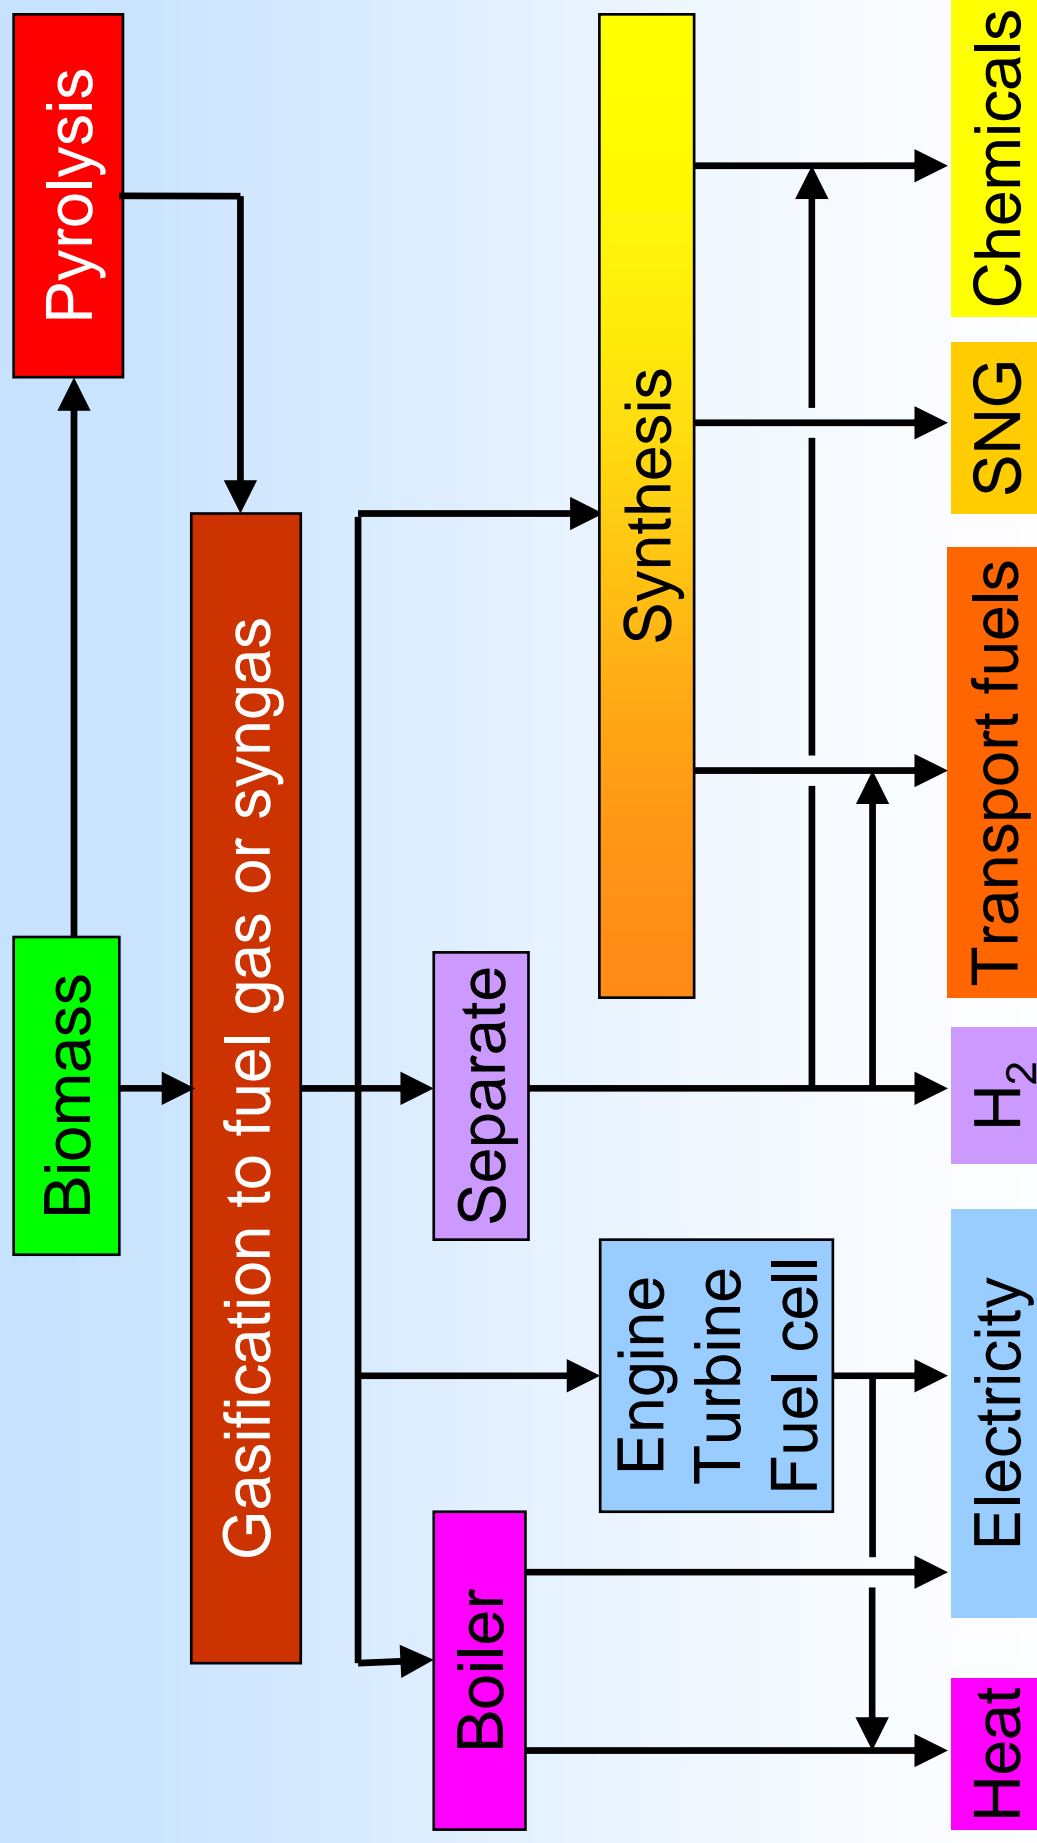 Biomass
Pyrolysis
Gasification to fuel gas or syngas
Boiler
Separate
Engine
Turbine
Fuel cell
Synthesis
Heat
Electricity
H₂
Transport fuels
SNG
Chemicals